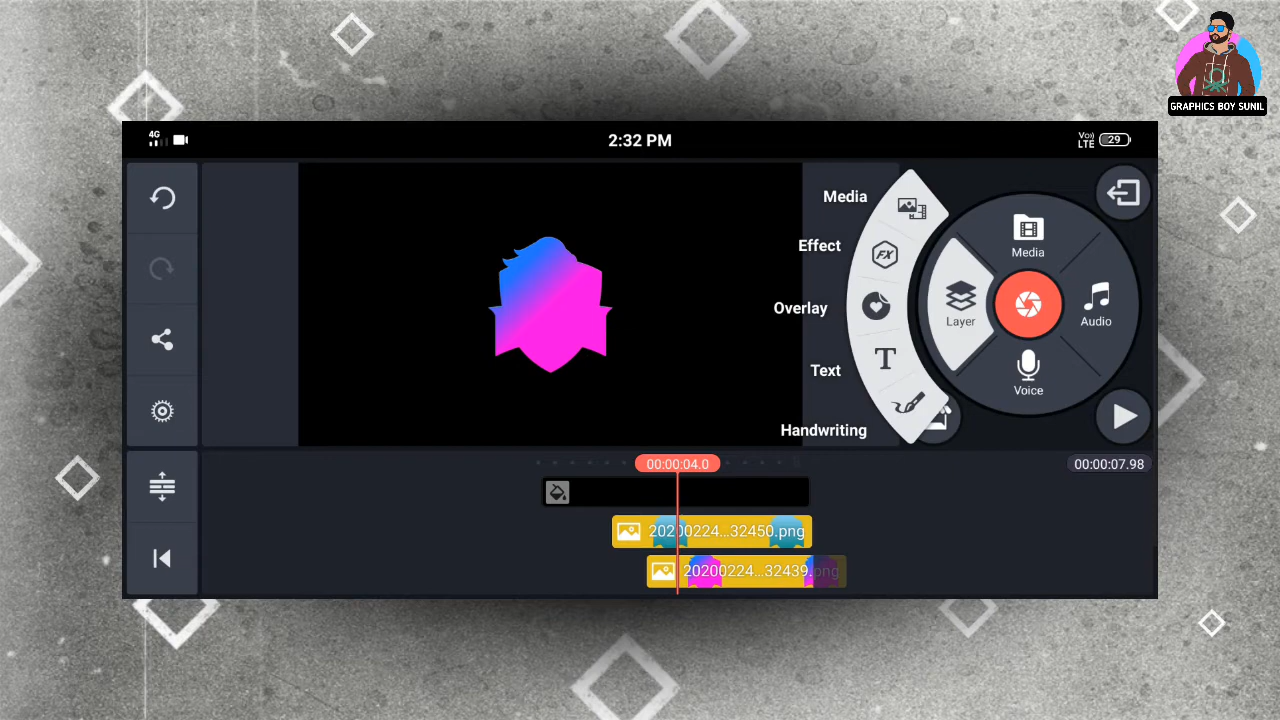 GRAPHICS BOY SUNIL
4G
2:32 PM
Vo)) LTE
29
Media
Effect
Overlay
Text
Handwriting
Media
Layer
Audio
Voice
00:00:04.0
00:00:07.98
20200224...32450.png
20200224...32439.png